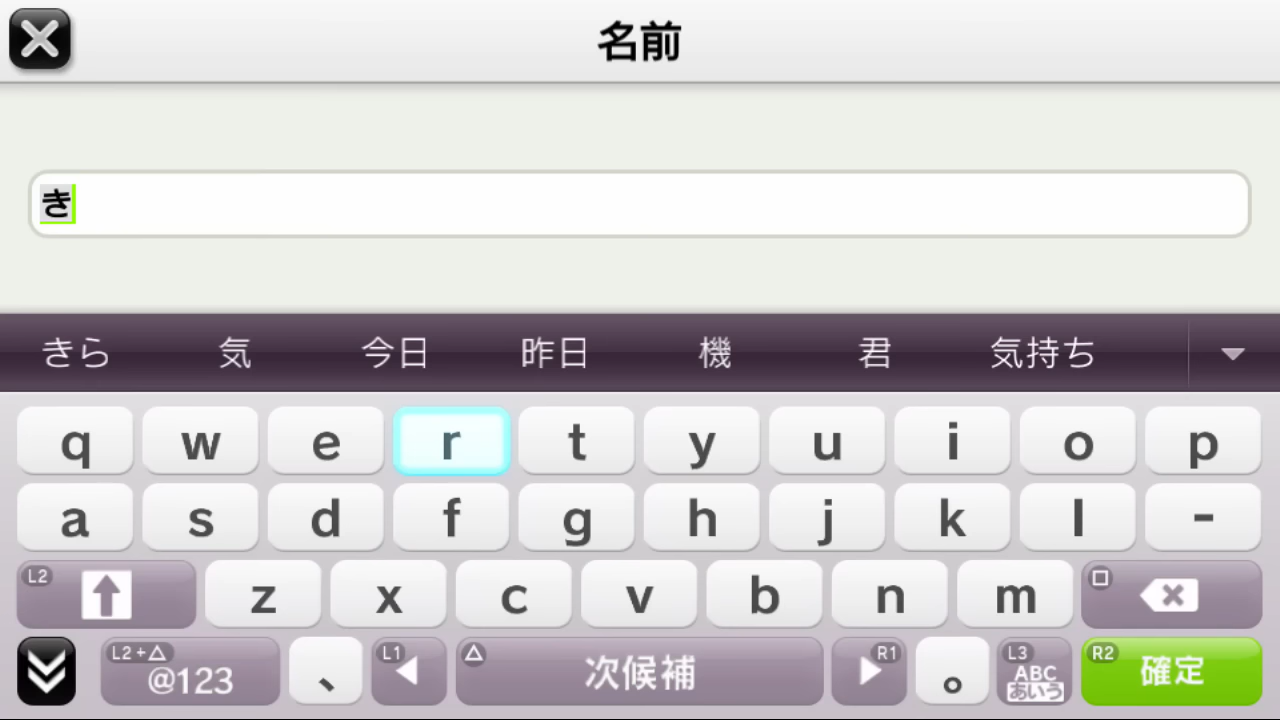 名前
き
きら 気 今日 昨日 機 君 気持ち
q w e r t y u i o p
a s d f g h j k l -
L2 z x c v b n m
L2+△ @123 、 L1 △ 次候補 R1 。 L3 ABC あいう R2 確定